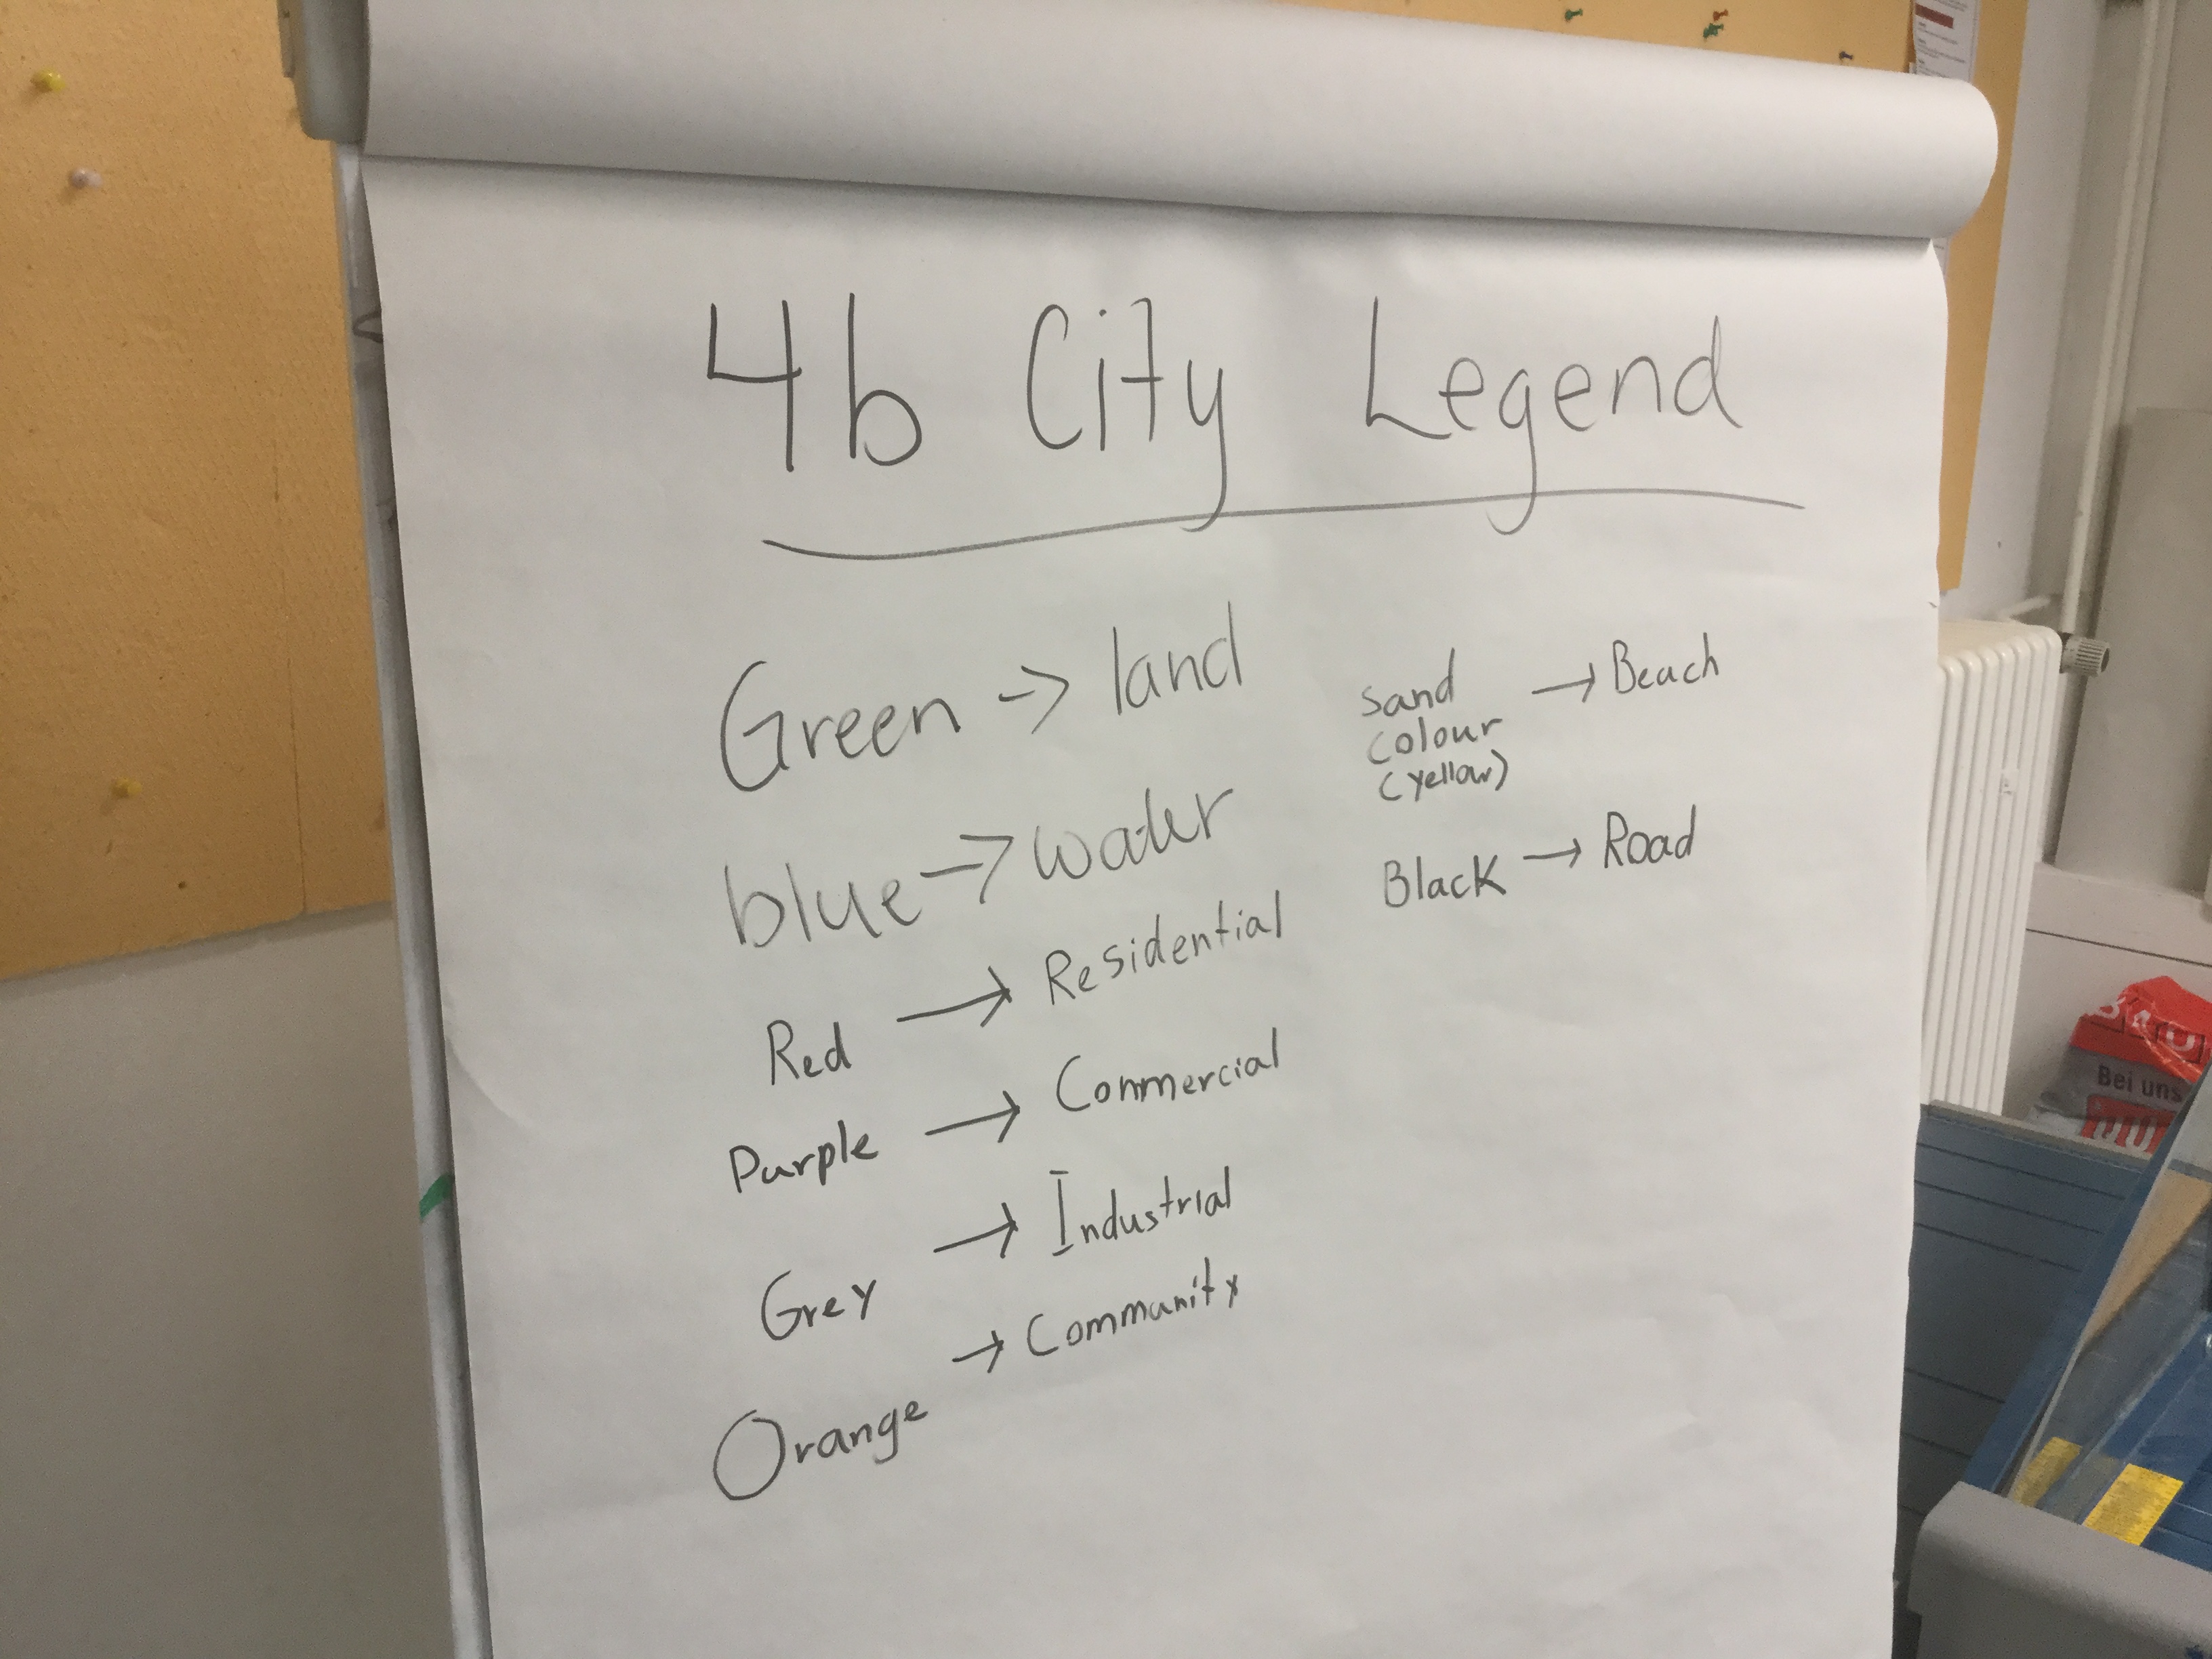 4b City Legend
Green -> land
blue -> water
Red → Residential
Purple → Commercial
Grey → Industrial
Orange → Community
Sand → Beach
colour
(yellow)
Black → Road
Bei uns